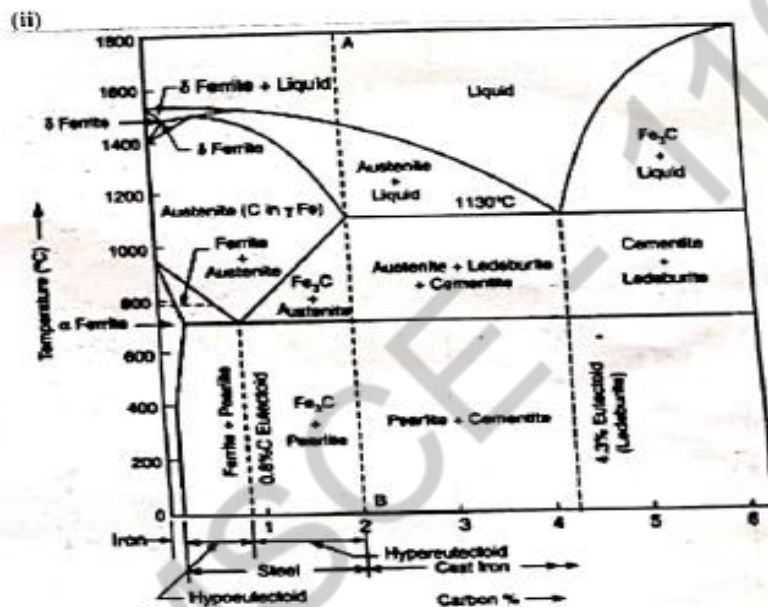 (ii)
1800
1600
1400
1200
1000
800
600
400
200
0
Temperature (°C)
A
δ Ferrite + Liquid
Liquid
δ Ferrite
δ Ferrite
Fe₃C
+
Liquid
Austenite
+
Liquid
1130°C
Austenite (C in γ Fe)
Ferrite
+
Austenite
Fe₃C
+
Austenite
Austenite + Ledeburite
+ Cementite
Cementite
+
Ledeburite
α Ferrite
Ferrite + Pearlite
0.8%C Eutectoid
Fe₃C
+
Pearlite
Pearlite + Cementite
4.3% Eutectoid
(Ledeburite)
B
1
2
3
4
5
6
Iron
Hypereutectoid
Steel
Cast Iron
Hypoeutectoid
Carbon %